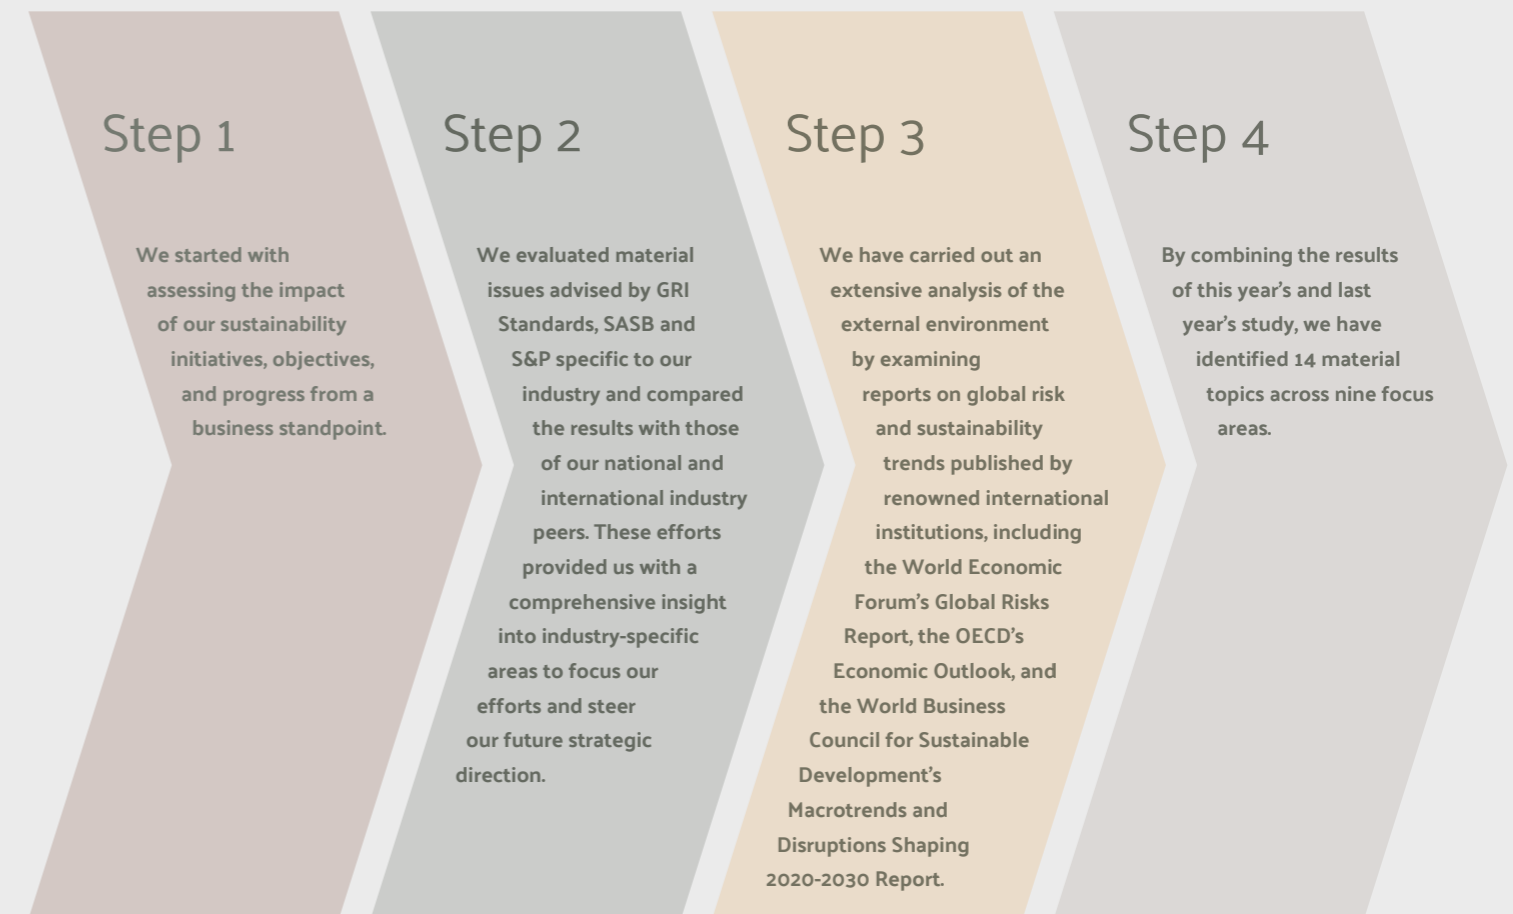 Step 1
We started with
assessing the impact
of our sustainability
initiatives, objectives,
and progress from a
business standpoint.
Step 2
We evaluated material
issues advised by GRI
Standards, SASB and
S&P specific to our
industry and compared
the results with those
of our national and
international industry
peers. These efforts
provided us with a
comprehensive insight
into industry-specific
areas to focus our
efforts and steer
our future strategic
direction.
Step 3
We have carried out an
extensive analysis of the
external environment
by examining
reports on global risk
and sustainability
trends published by
renowned international
institutions, including
the World Economic
Forum’s Global Risks
Report, the OECD’s
Economic Outlook, and
the World Business
Council for Sustainable
Development’s
Macrotrends and
Disruptions Shaping
2020-2030 Report.
Step 4
By combining the results
of this year’s and last
year’s study, we have
identified 14 material
topics across nine focus
areas.